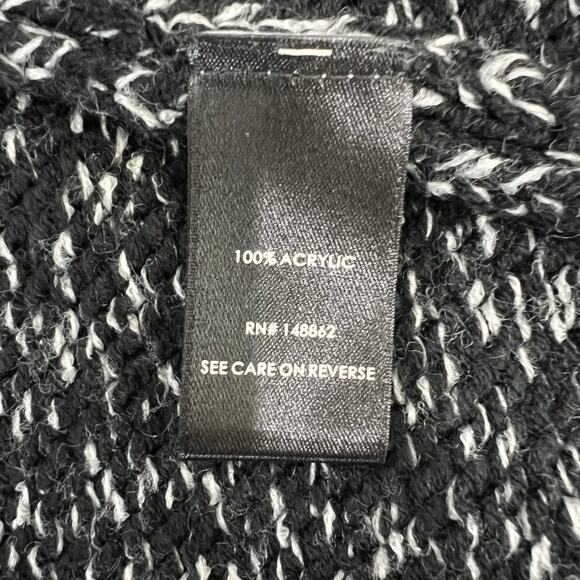 100% ACRYLIC
RN# 148862
SEE CARE ON REVERSE